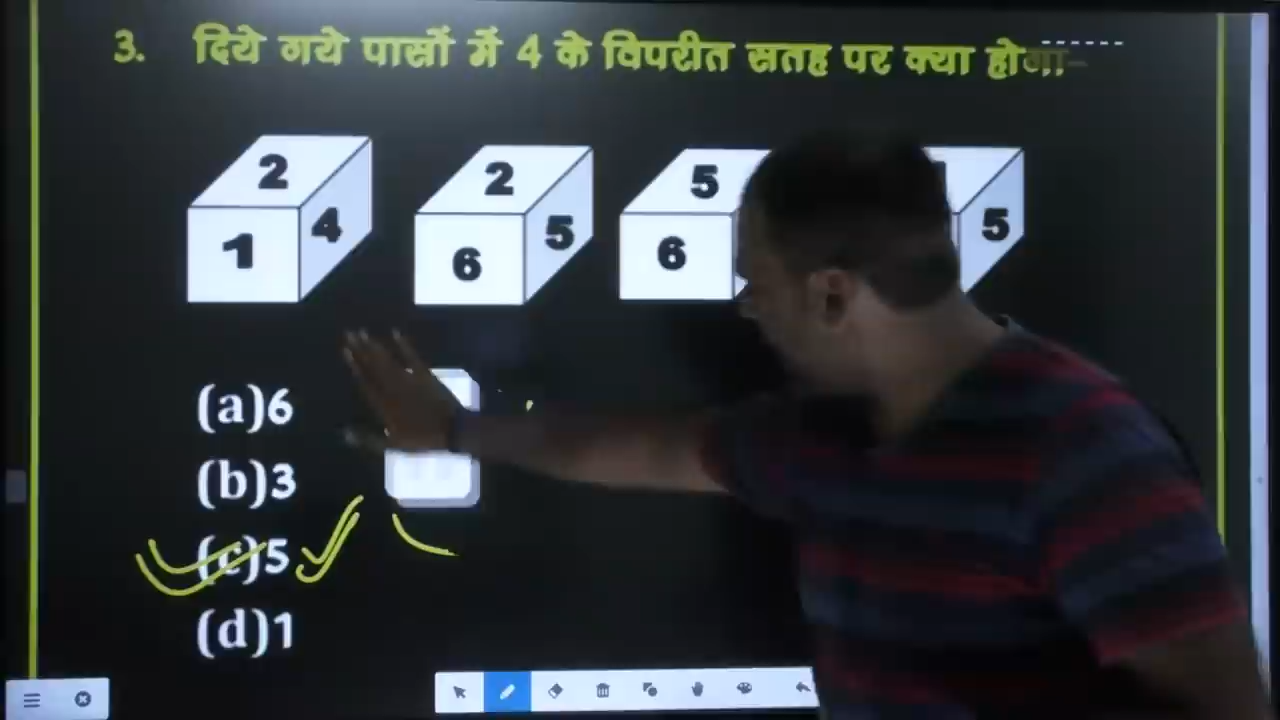 3. दिये गये पासों में 4 के विपरीत सतह पर क्या होगा–
2 2 5
1 4 6 5 6 5
(a)6
(b)3
(c)5
(d)1